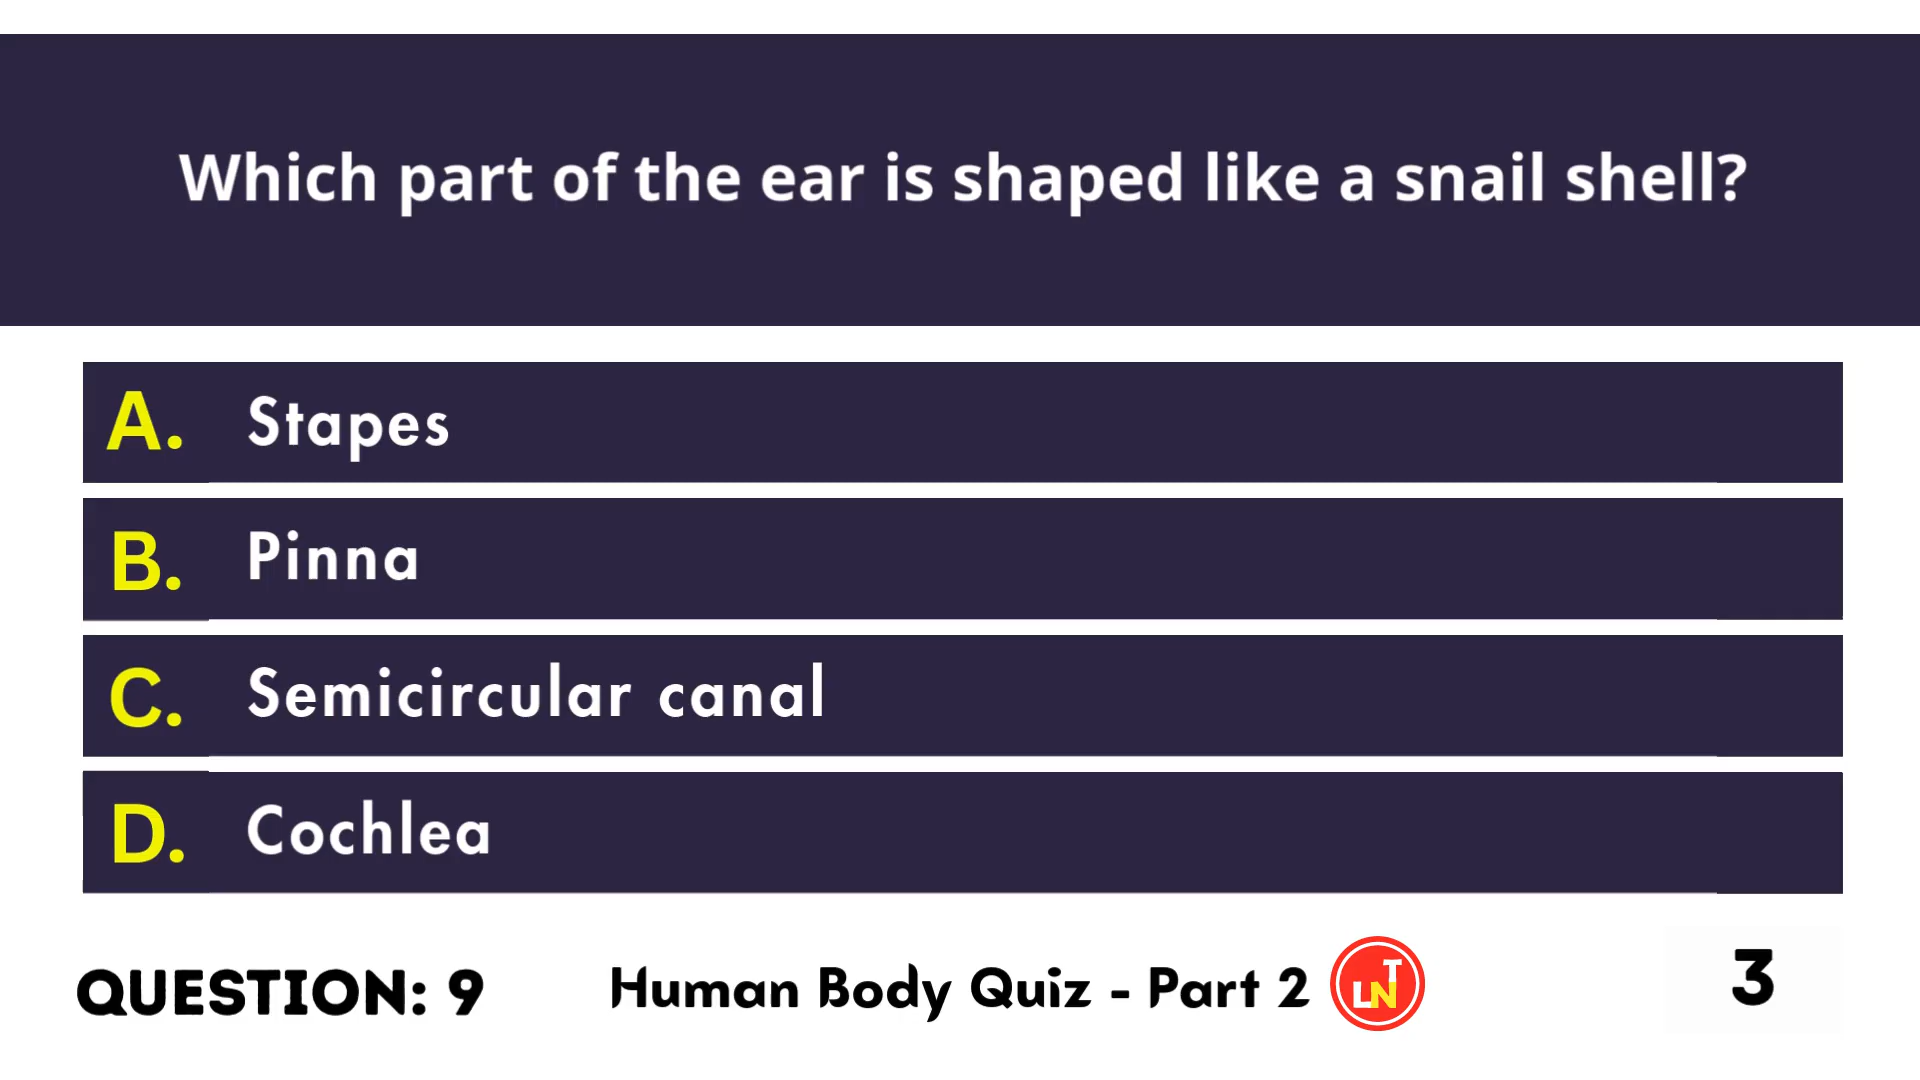 Which part of the ear is shaped like a snail shell?
A. Stapes
B. Pinna
C. Semicircular canal
D. Cochlea
QUESTION: 9 Human Body Quiz - Part 2 LNT 3